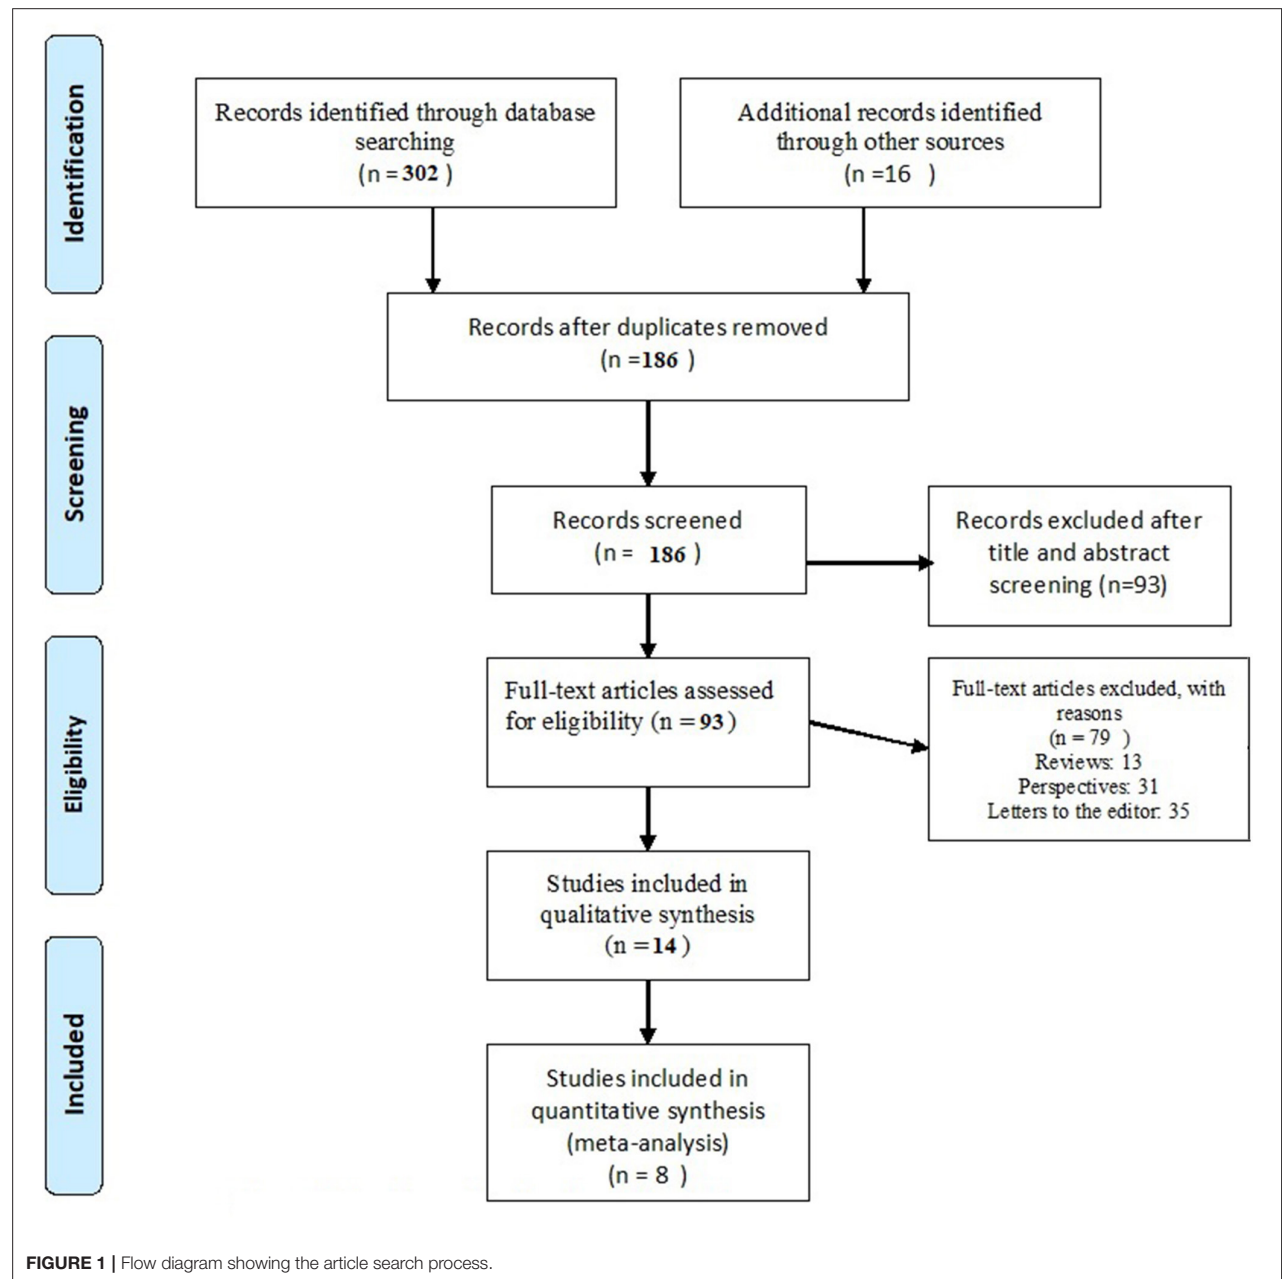 Identification
Records identified through database
searching
(n = 302 )
Additional records identified
through other sources
(n =16 )
Records after duplicates removed
(n =186 )
Screening
Records screened
(n = 186 )
Records excluded after
title and abstract
screening (n=93)
Eligibility
Full-text articles assessed
for eligibility (n = 93 )
Full-text articles excluded, with
reasons
(n = 79 )
Reviews: 13
Perspectives: 31
Letters to the editor: 35
Studies included in
qualitative synthesis
(n = 14 )
Included
Studies included in
quantitative synthesis
(meta-analysis)
(n = 8 )
FIGURE 1 | Flow diagram showing the article search process.